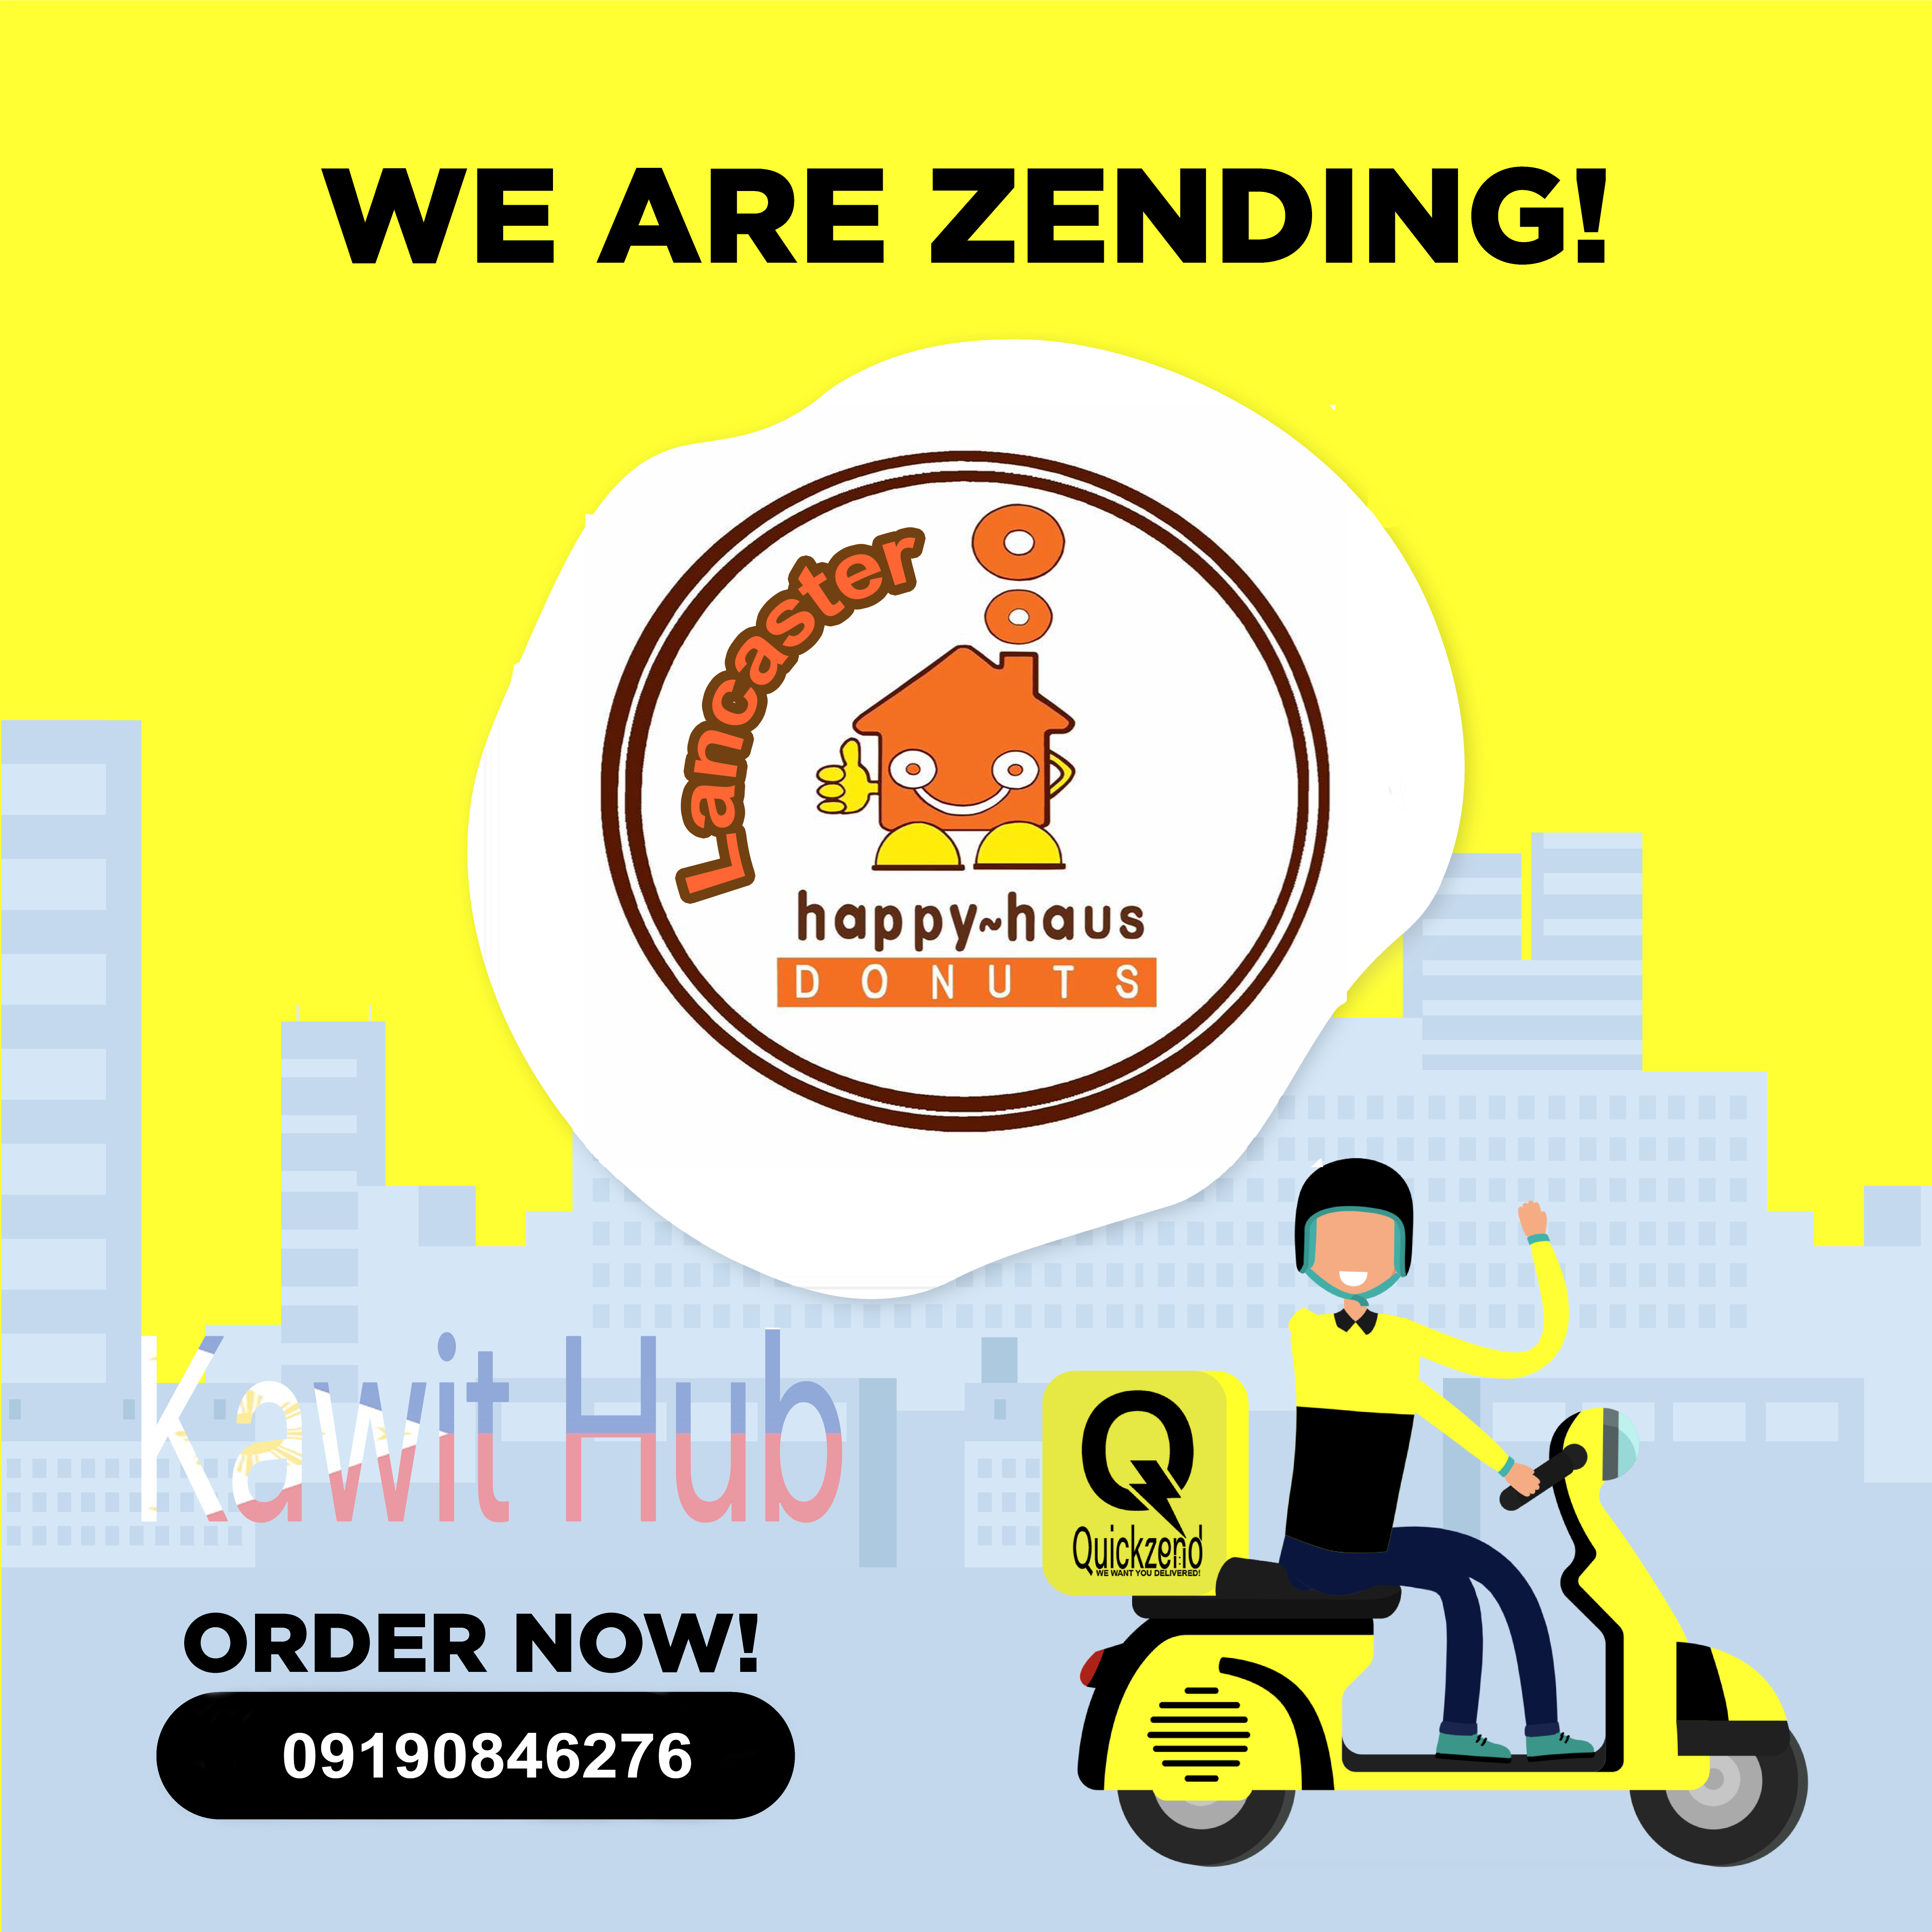 WE ARE ZENDING!
Lancaster
happy~haus
DONUTS
Kawit Hub
Q
Quickzend
WE WANT YOU DELIVERED!
ORDER NOW!
09190846276